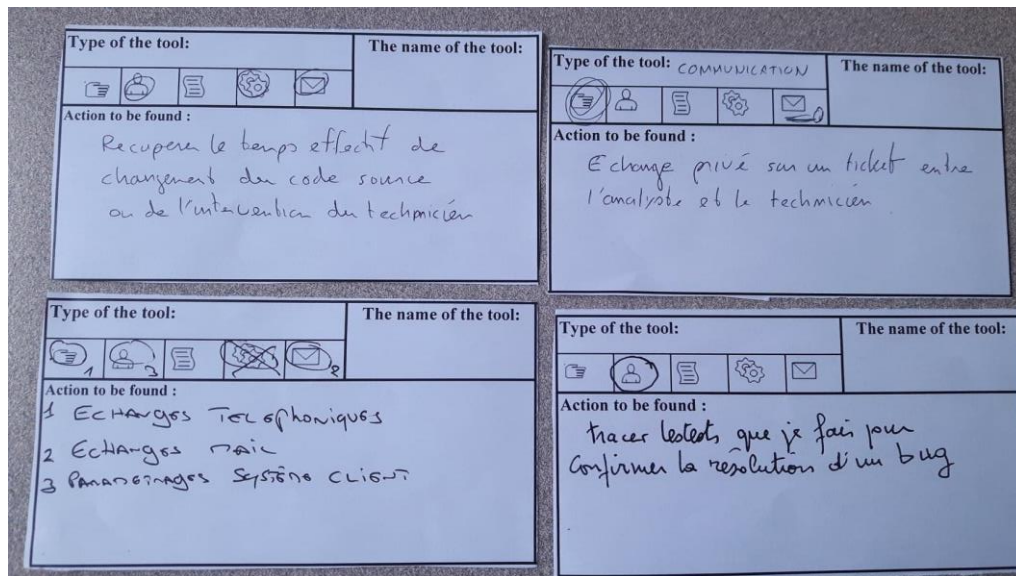 Type of the tool:
The name of the tool:
Action to be found :
Recuperer le temps effectif de
changement du code source
ou de l'intervention du technicien
Type of the tool: COMMUNICATION
The name of the tool:
Action to be found :
Echange privé sur un ticket entre
l'analyste et le technicien
Type of the tool:
The name of the tool:
1 3 2
Action to be found :
1 ECHANGES TELEPHONIQUES
2 ECHANGES MAIL
3 PARAMETRAGES SYSTÈME CLIENT
Type of the tool:
The name of the tool:
Action to be found :
tracer les tests que je fais pour
confirmer la résolution d'un bug